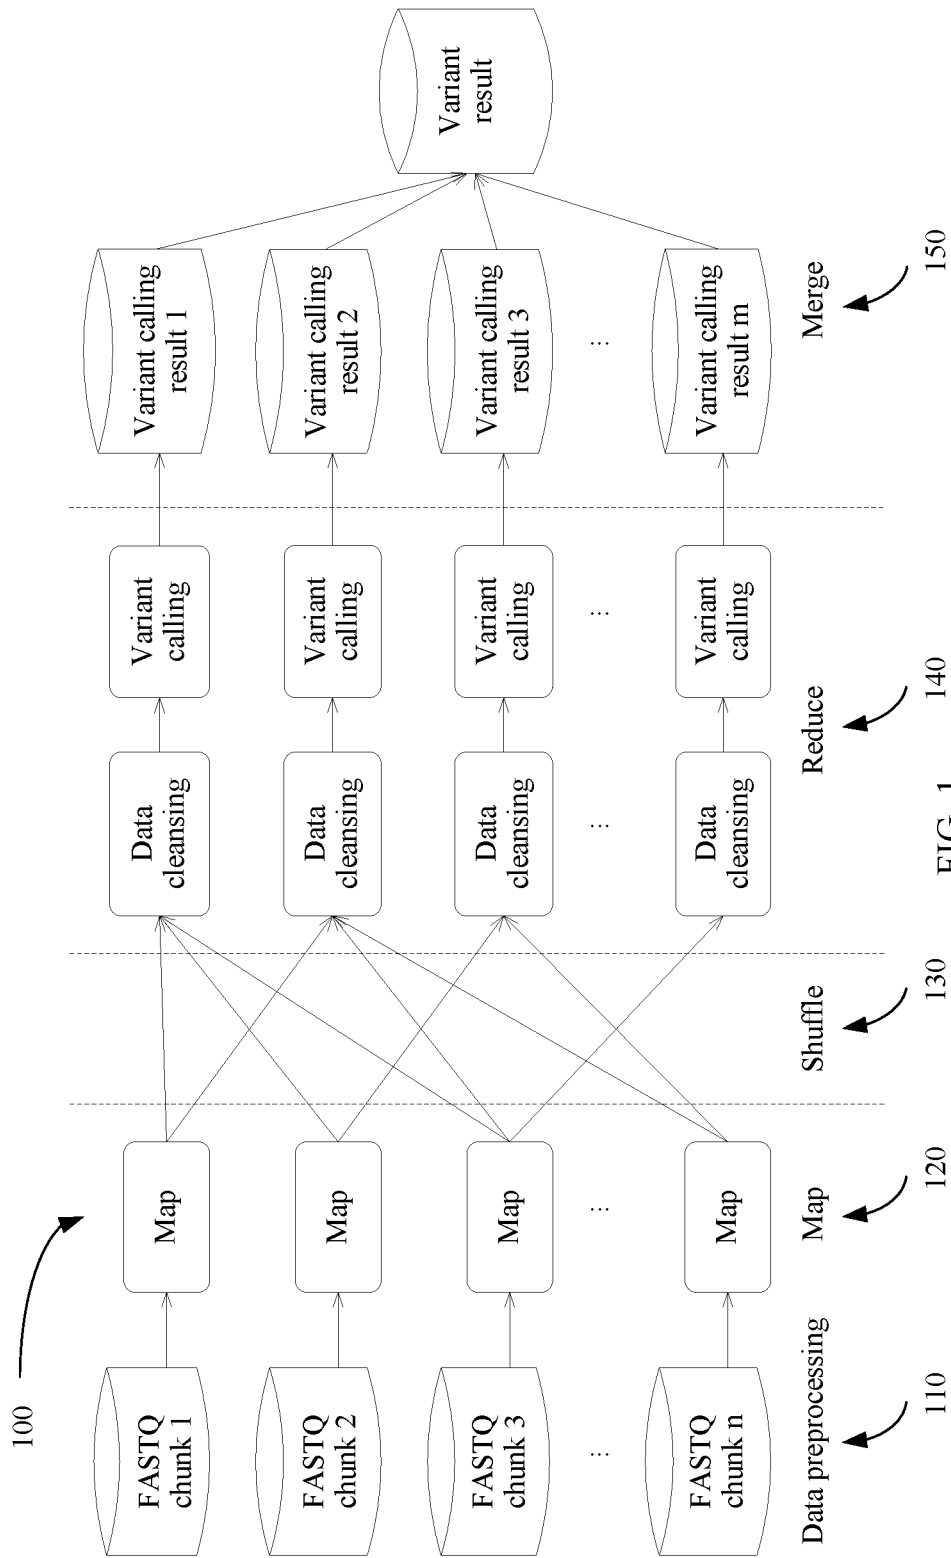 100
FASTQ
chunk 1
Map
Data
cleansing
Variant
calling
Variant calling
result 1
FASTQ
chunk 2
Map
Data
cleansing
Variant
calling
Variant calling
result 2
FASTQ
chunk 3
Map
Data
cleansing
Variant
calling
Variant calling
result 3
Variant
result
...
...
...
...
...
FASTQ
chunk n
Map
Data
cleansing
Variant
calling
Variant calling
result m
Data preprocessing
Map
Shuffle
Reduce
Merge
110
120
130
140
150
FIG. 1